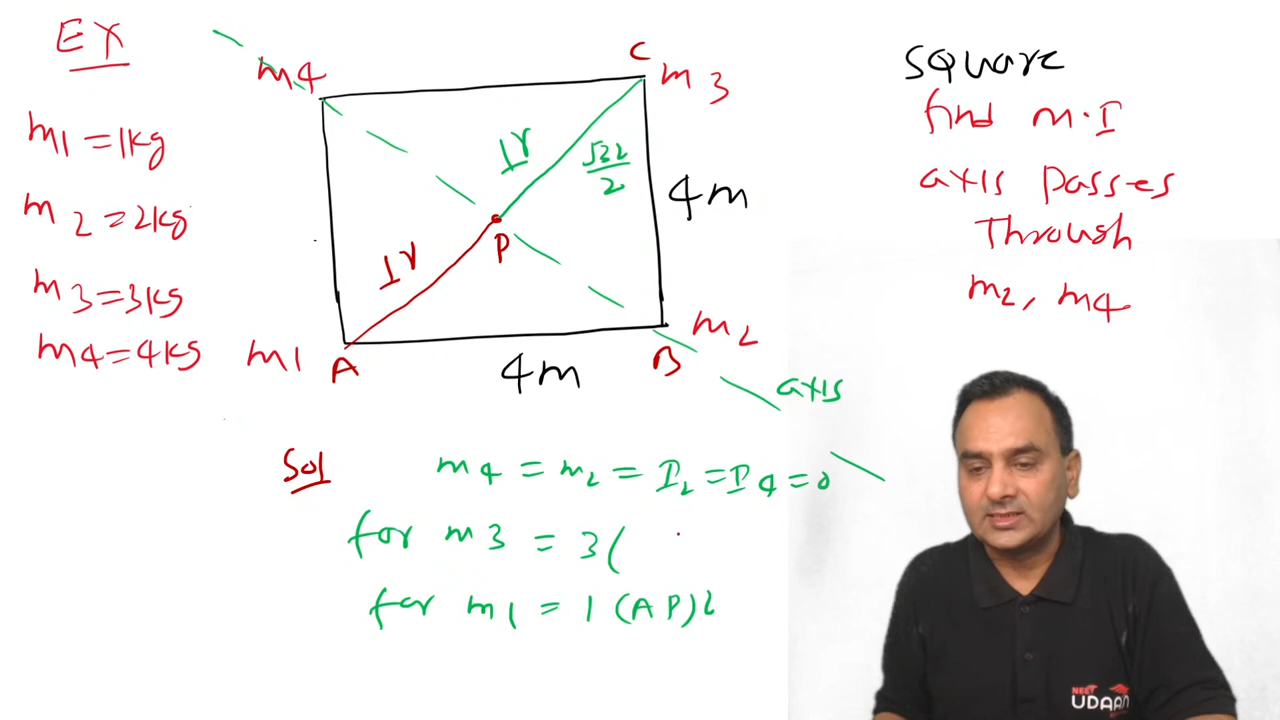 EX
m1 = 1kg
m2 = 2kg
m3 = 3kg
m4 = 4kg
m4
C
m3
1r
√32/2
4m
1r
P
m1
A
4m
B
m2
axis
square
find m.I
axis passes
Through
m2, m4
Sol
m4 = m2 = I2 = I4 = 0
for m3 = 3(
for m1 = 1(AP)2
NEET
UDAAN